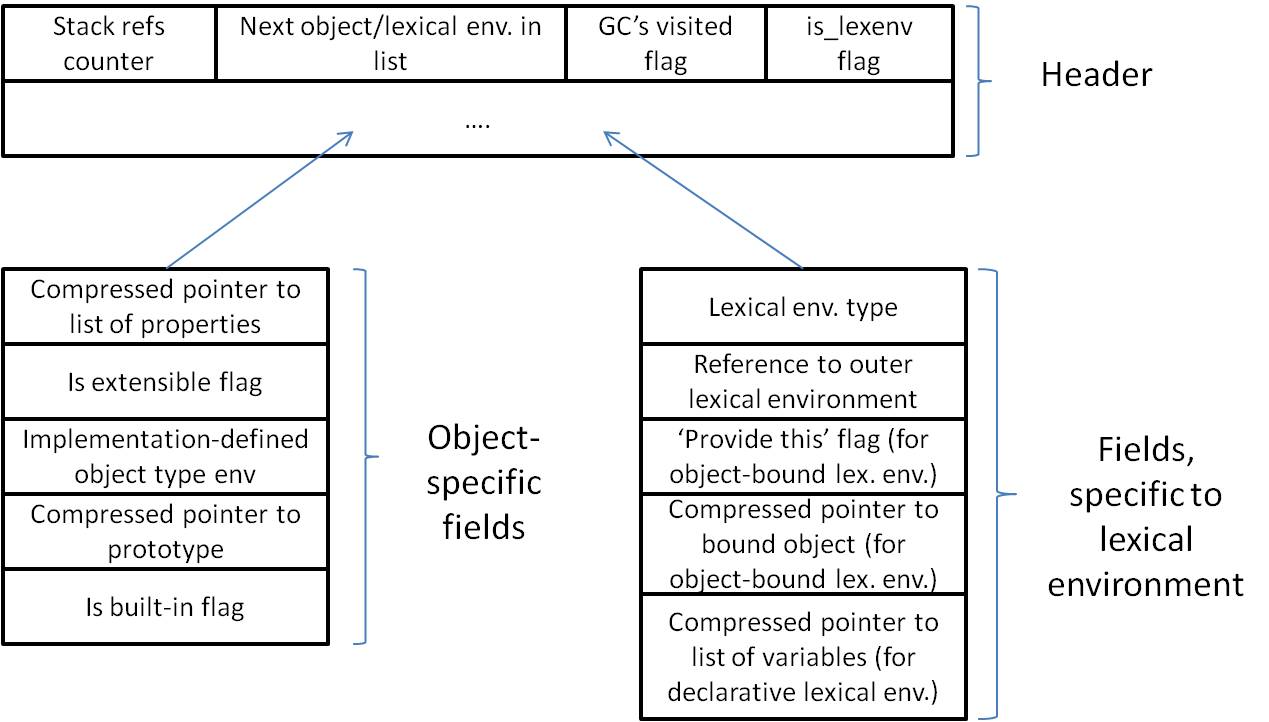 Stack refs
counter
Next object/lexical env. in
list
GC's visited
flag
is_lexenv
flag
Header
....
Compressed pointer to
list of properties
Is extensible flag
Implementation-defined
object type env
Compressed pointer to
prototype
Is built-in flag
Object-
specific
fields
Lexical env. type
Reference to outer
lexical environment
‘Provide this’ flag (for
object-bound lex. env.)
Compressed pointer to
bound object (for
object-bound lex. env.)
Compressed pointer to
list of variables (for
declarative lexical env.)
Fields,
specific to
lexical
environment